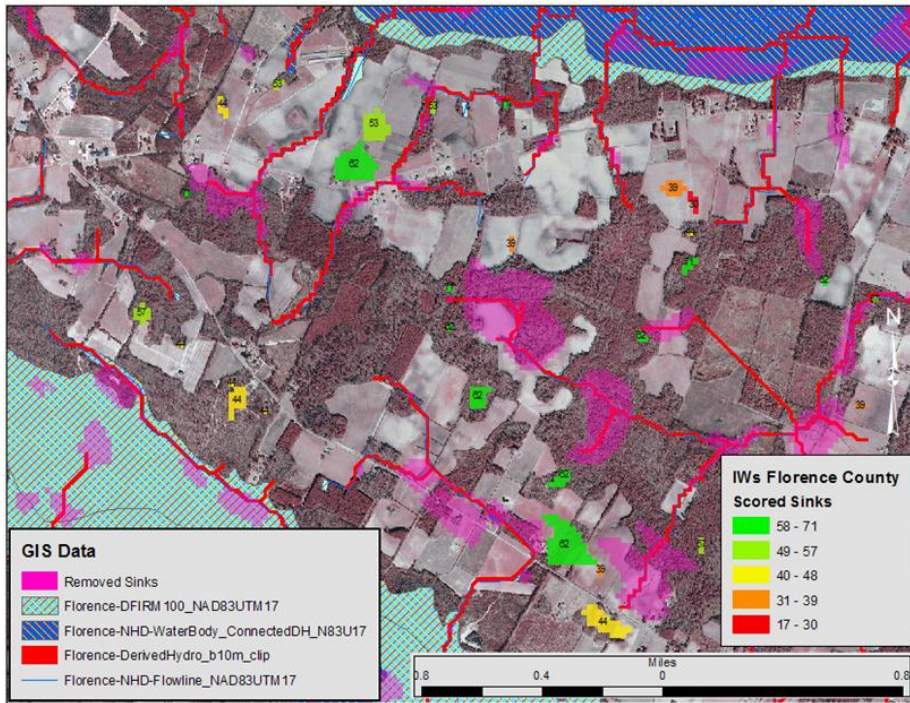 53
62
39
39
57
N
62
44
39
62
62
39
44
IWs Florence County
Scored Sinks
58 - 71
49 - 57
40 - 48
31 - 39
17 - 30
GIS Data
Removed Sinks
Florence-DFIRM100_NAD83UTM17
Florence-NHD-WaterBody_ConnectedDH_N83U17
Florence-DerivedHydro_b10m_clip
Florence-NHD-Flowline_NAD83UTM17
Miles
0.8 0.4 0 0.8